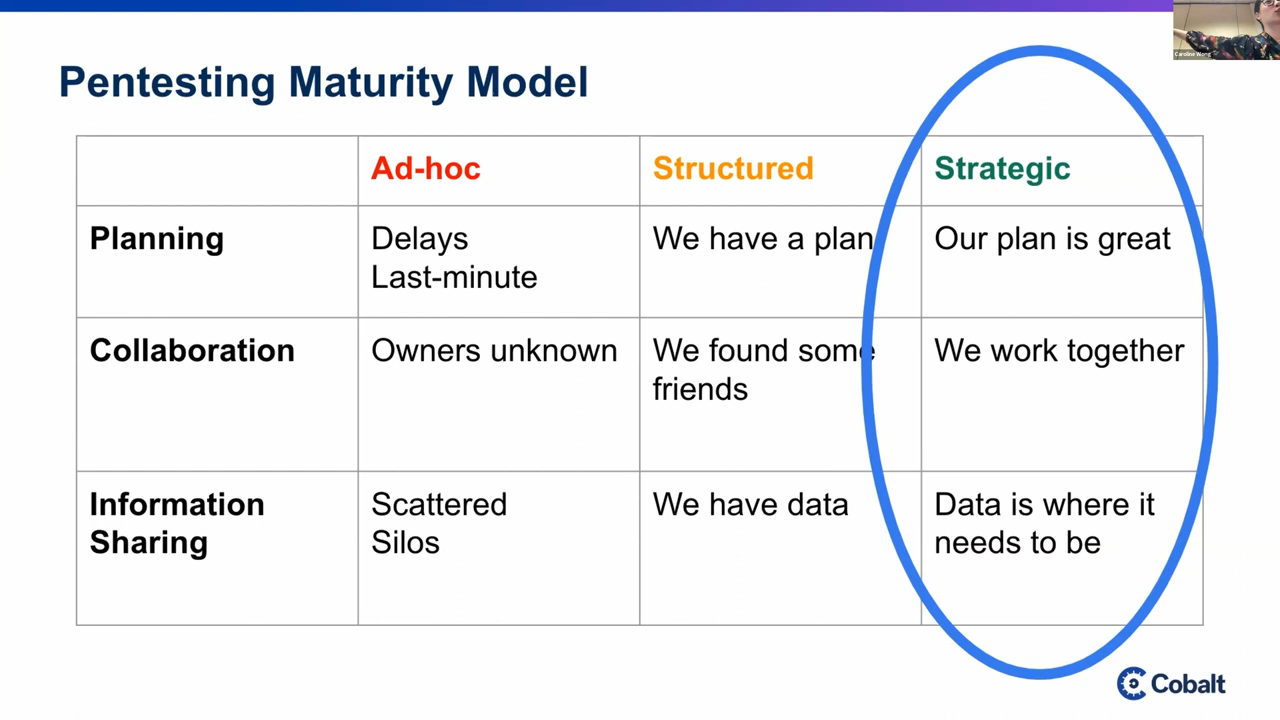 Pentesting Maturity Model
Ad-hoc
Structured
Strategic
Planning
Delays
Last-minute
We have a plan
Our plan is great
Collaboration
Owners unknown
We found some
friends
We work together
Information
Sharing
Scattered
Silos
We have data
Data is where it
needs to be
Cobalt
Caroline Wong